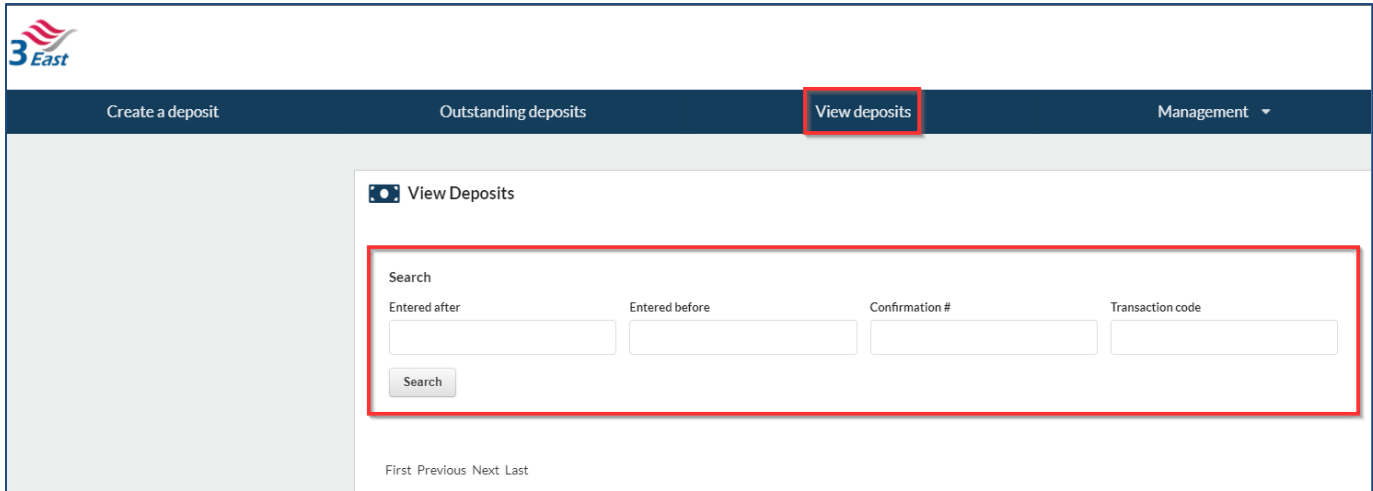 3 East
Create a deposit Outstanding deposits View deposits Management
View Deposits
Search
Entered after Entered before Confirmation # Transaction code
Search
First Previous Next Last